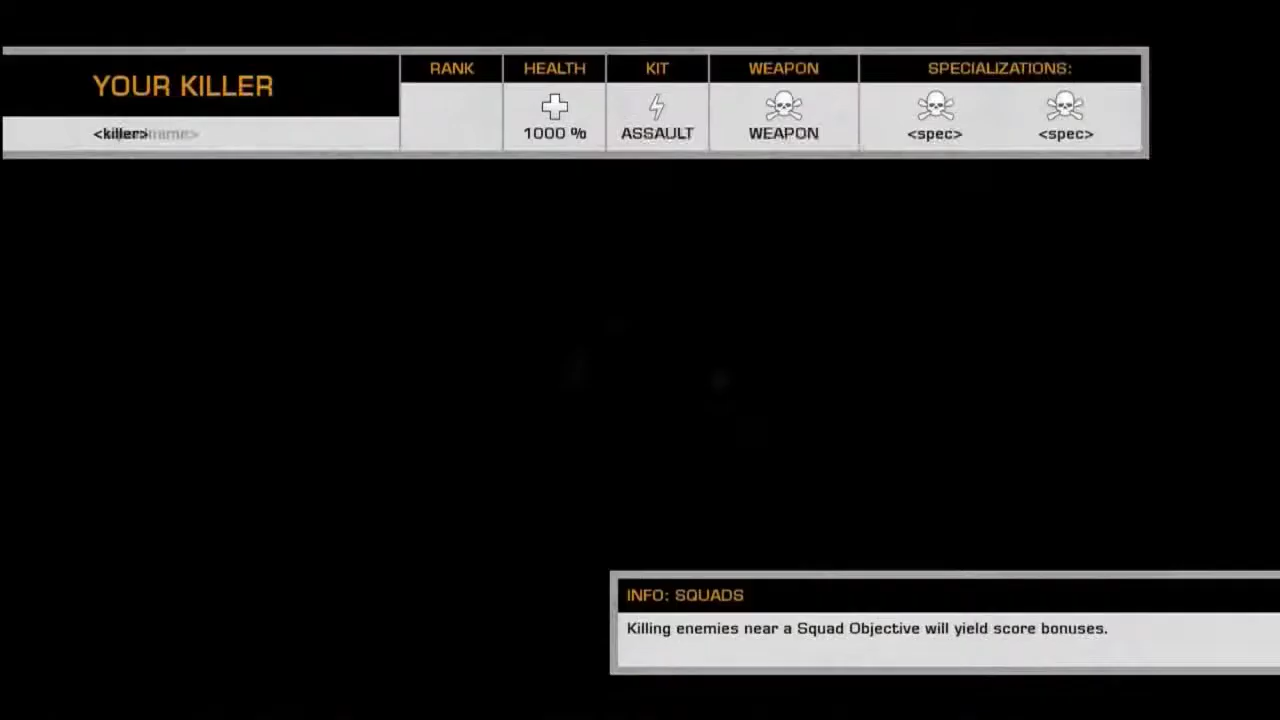 YOUR KILLER
<killer>
RANK
HEALTH
1000 %
KIT
ASSAULT
WEAPON
WEAPON
SPECIALIZATIONS:
<spec> <spec>
INFO: SQUADS
Killing enemies near a Squad Objective will yield score bonuses.